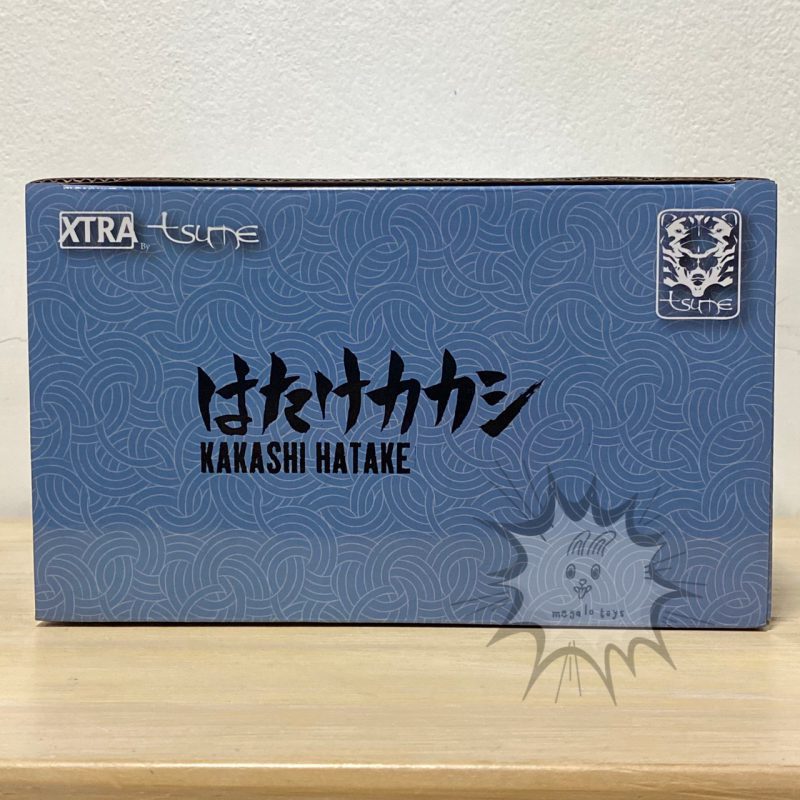 XTRA By tsume
tsume
はたけカカシ
KAKASHI HATAKE
mogolo toys